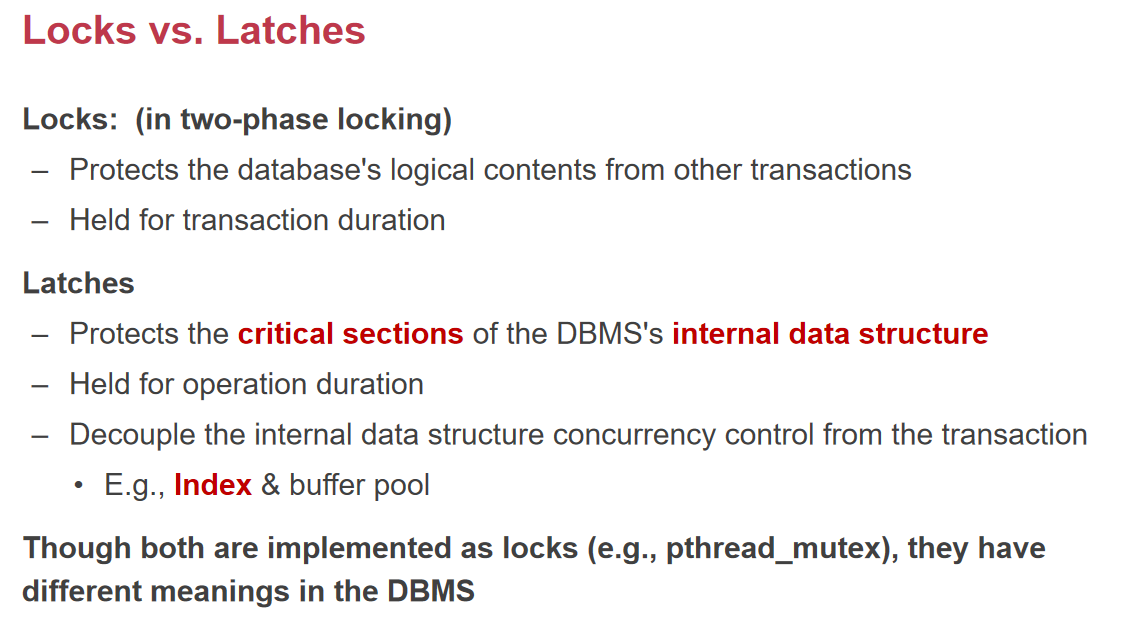 Locks vs. Latches
Locks:  (in two-phase locking)
– Protects the database's logical contents from other transactions
– Held for transaction duration
Latches
– Protects the critical sections of the DBMS's internal data structure
– Held for operation duration
– Decouple the internal data structure concurrency control from the transaction
• E.g., Index & buffer pool
Though both are implemented as locks (e.g., pthread_mutex), they have
different meanings in the DBMS